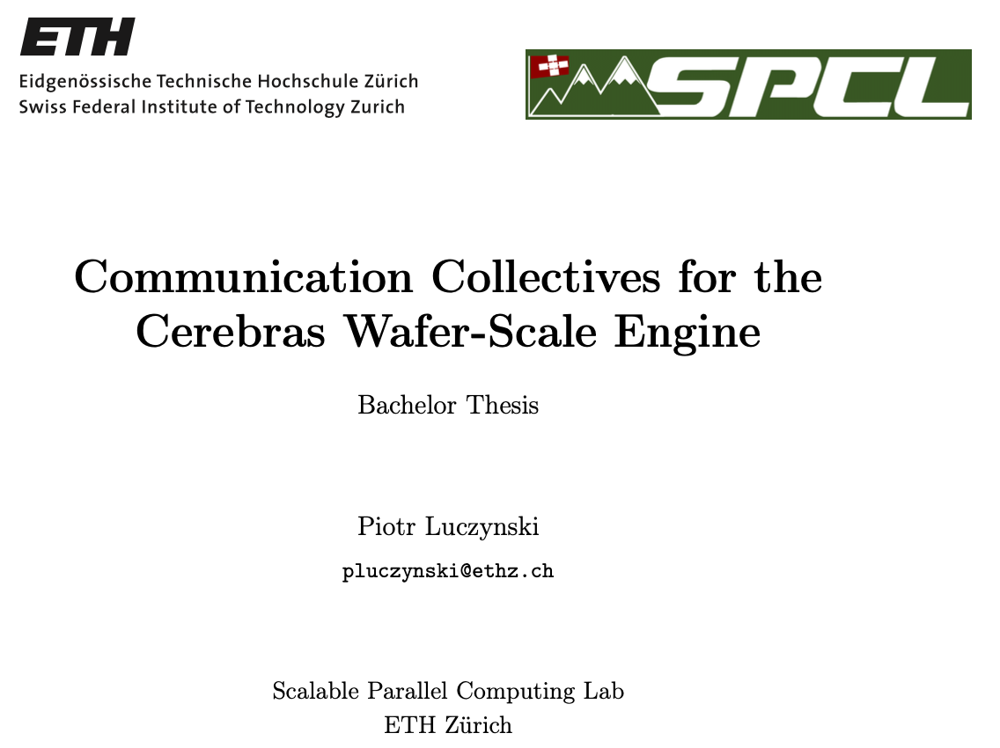 ETH
Eidgenössische Technische Hochschule Zürich
Swiss Federal Institute of Technology Zurich
SPCL
Communication Collectives for the
Cerebras Wafer-Scale Engine
Bachelor Thesis
Piotr Luczynski
pluczynski@ethz.ch
Scalable Parallel Computing Lab
ETH Zürich